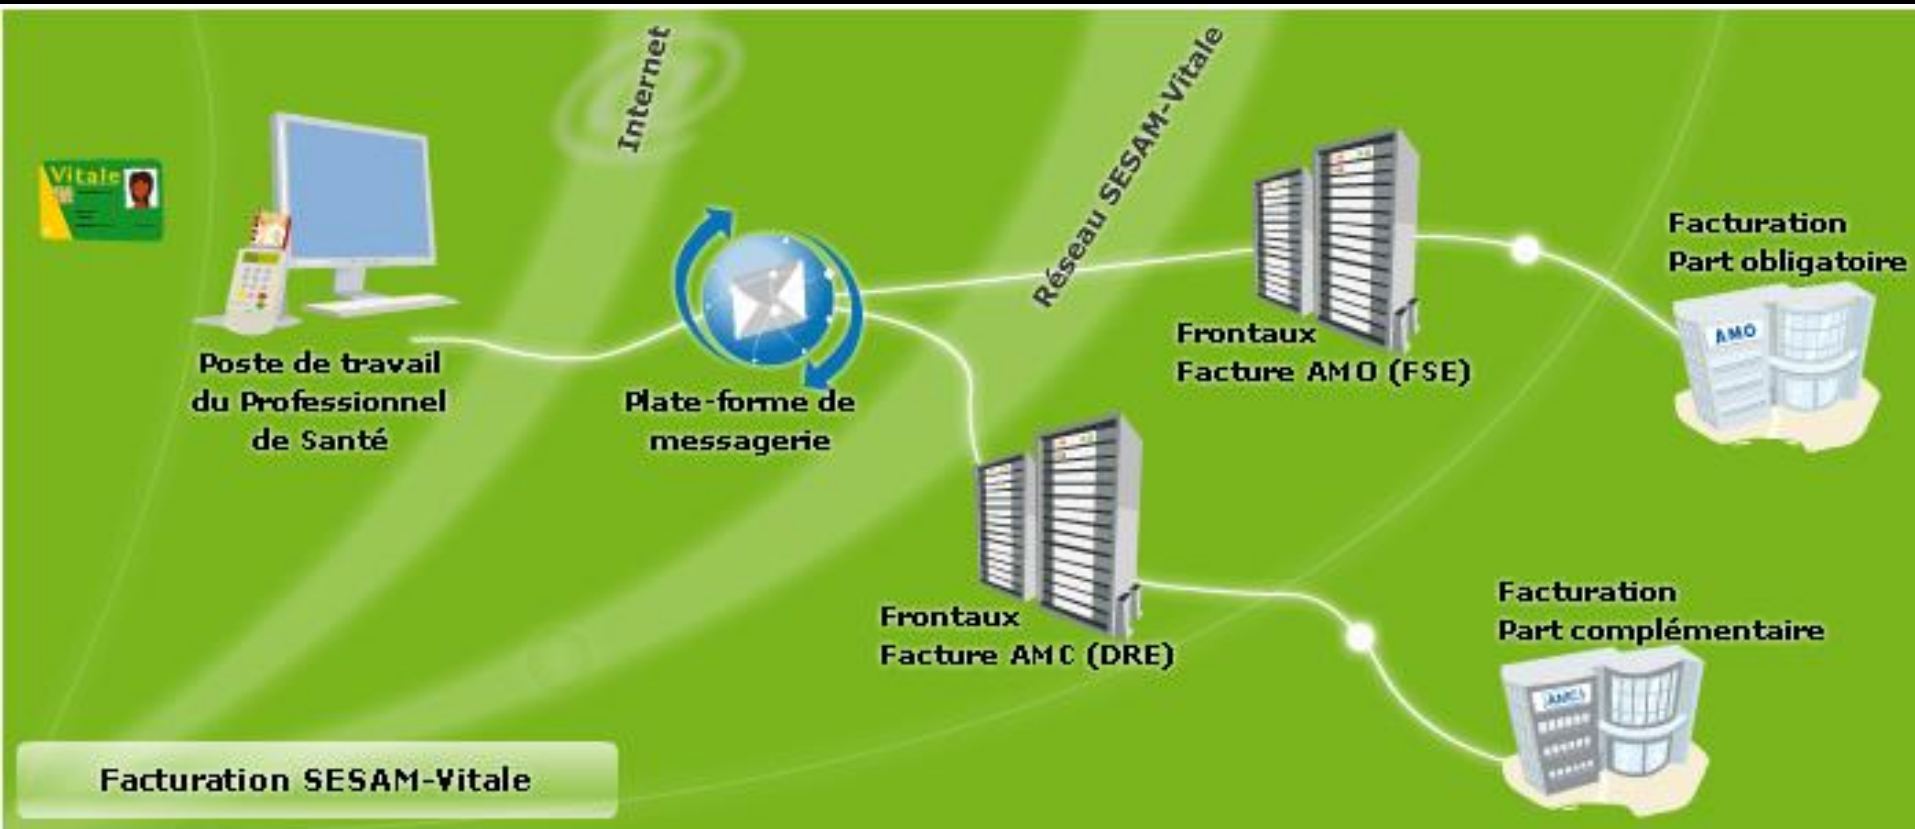 Internet
Réseau SESAM-Vitale
Vitale
Poste de travail
du Professionnel
de Santé
Plate-forme de
messagerie
Frontaux
Facture AMO (FSE)
Facturation
Part obligatoire
AMO
Frontaux
Facture AMC (DRE)
Facturation
Part complémentaire
AMC
Facturation SESAM-Vitale